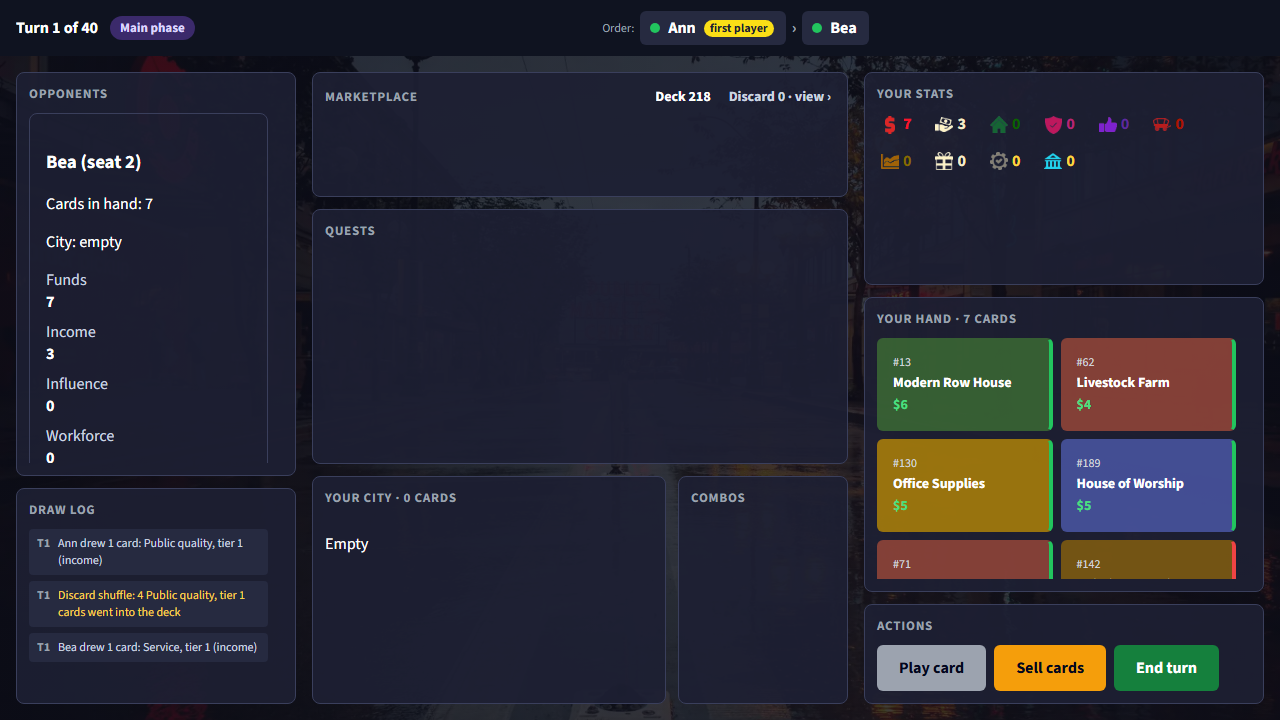 Turn 1 of 40
Main phase
Order:
Ann first player › Bea
OPPONENTS
Bea (seat 2)
Cards in hand: 7
City: empty
Funds
7
Income
3
Influence
0
Workforce
0
DRAW LOG
T1 Ann drew 1 card: Public quality, tier 1
(income)
T1 Discard shuffle: 4 Public quality, tier 1
cards went into the deck
T1 Bea drew 1 card: Service, tier 1 (income)
MARKETPLACE
Deck 218
Discard 0 · view ›
QUESTS
YOUR CITY · 0 CARDS
Empty
COMBOS
YOUR STATS
7 3 0 0 0 0
0 0 0 0
YOUR HAND · 7 CARDS
#13
Modern Row House
$6
#62
Livestock Farm
$4
#130
Office Supplies
$5
#189
House of Worship
$5
#71
#142
ACTIONS
Play card
Sell cards
End turn